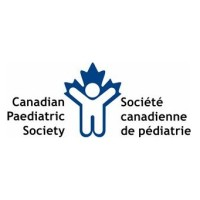 Canadian
Paediatric
Society
Société
canadienne
de pédiatrie